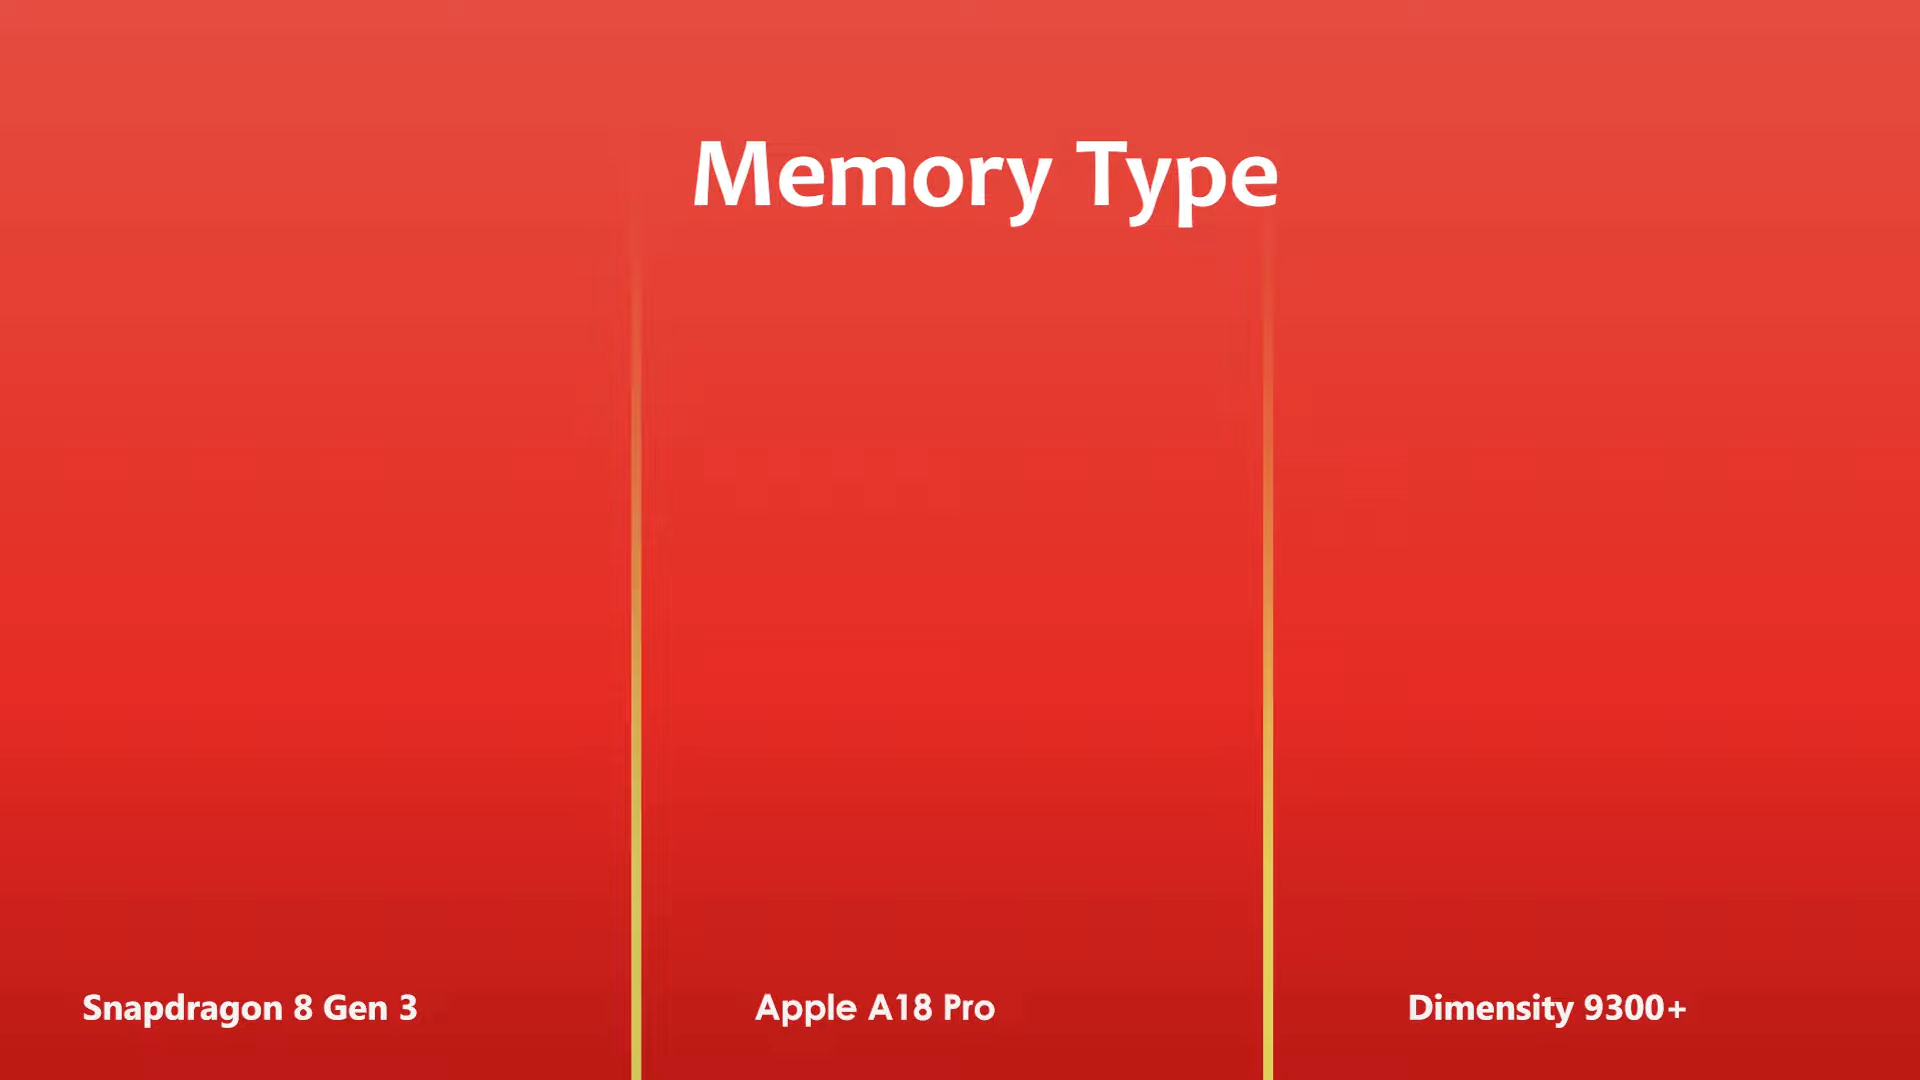 Memory Type
Snapdragon 8 Gen 3
Apple A18 Pro
Dimensity 9300+